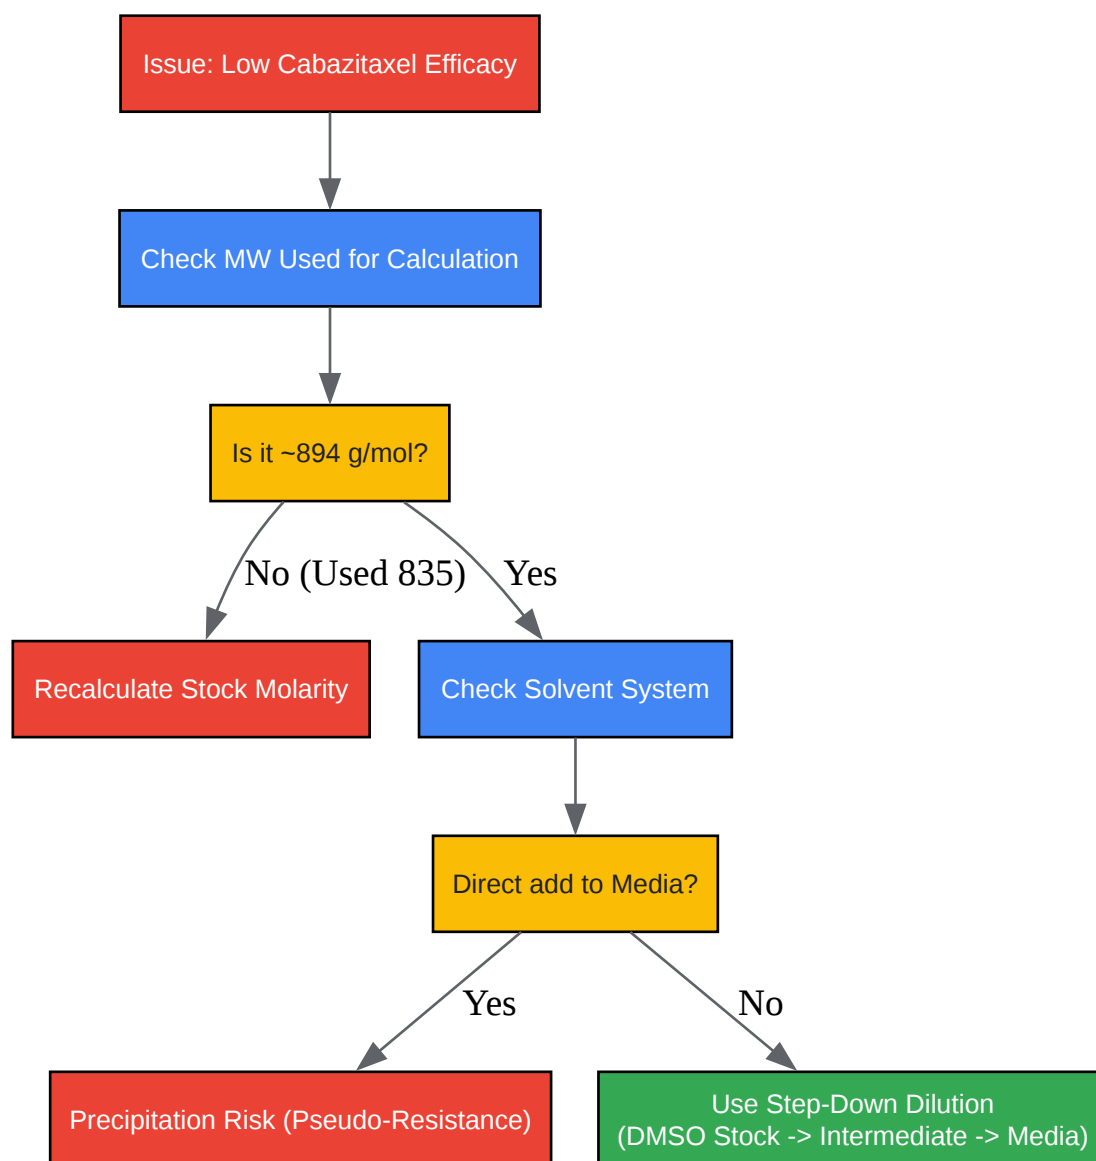 Issue: Low Cabazitaxel Efficacy
Check MW Used for Calculation
Is it ~894 g/mol?
No (Used 835)
Yes
Recalculate Stock Molarity
Check Solvent System
Direct add to Media?
Yes
No
Precipitation Risk (Pseudo-Resistance)
Use Step-Down Dilution
(DMSO Stock -> Intermediate -> Media)